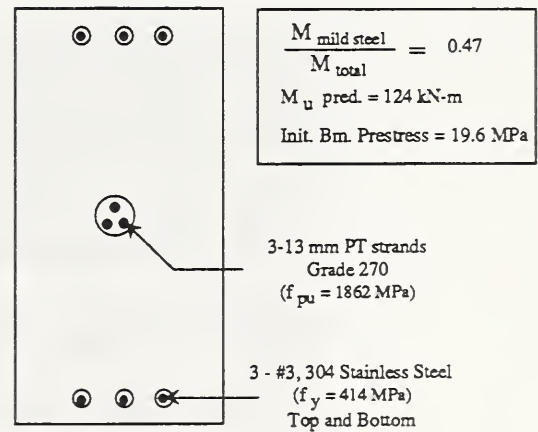 M mild steel
M total
= 0.47
M u pred. = 124 kN-m
Init. Bm. Prestress = 19.6 MPa
3-13 mm PT strands
Grade 270
(f pu = 1862 MPa)
3 - #3, 304 Stainless Steel
(f y = 414 MPa)
Top and Bottom